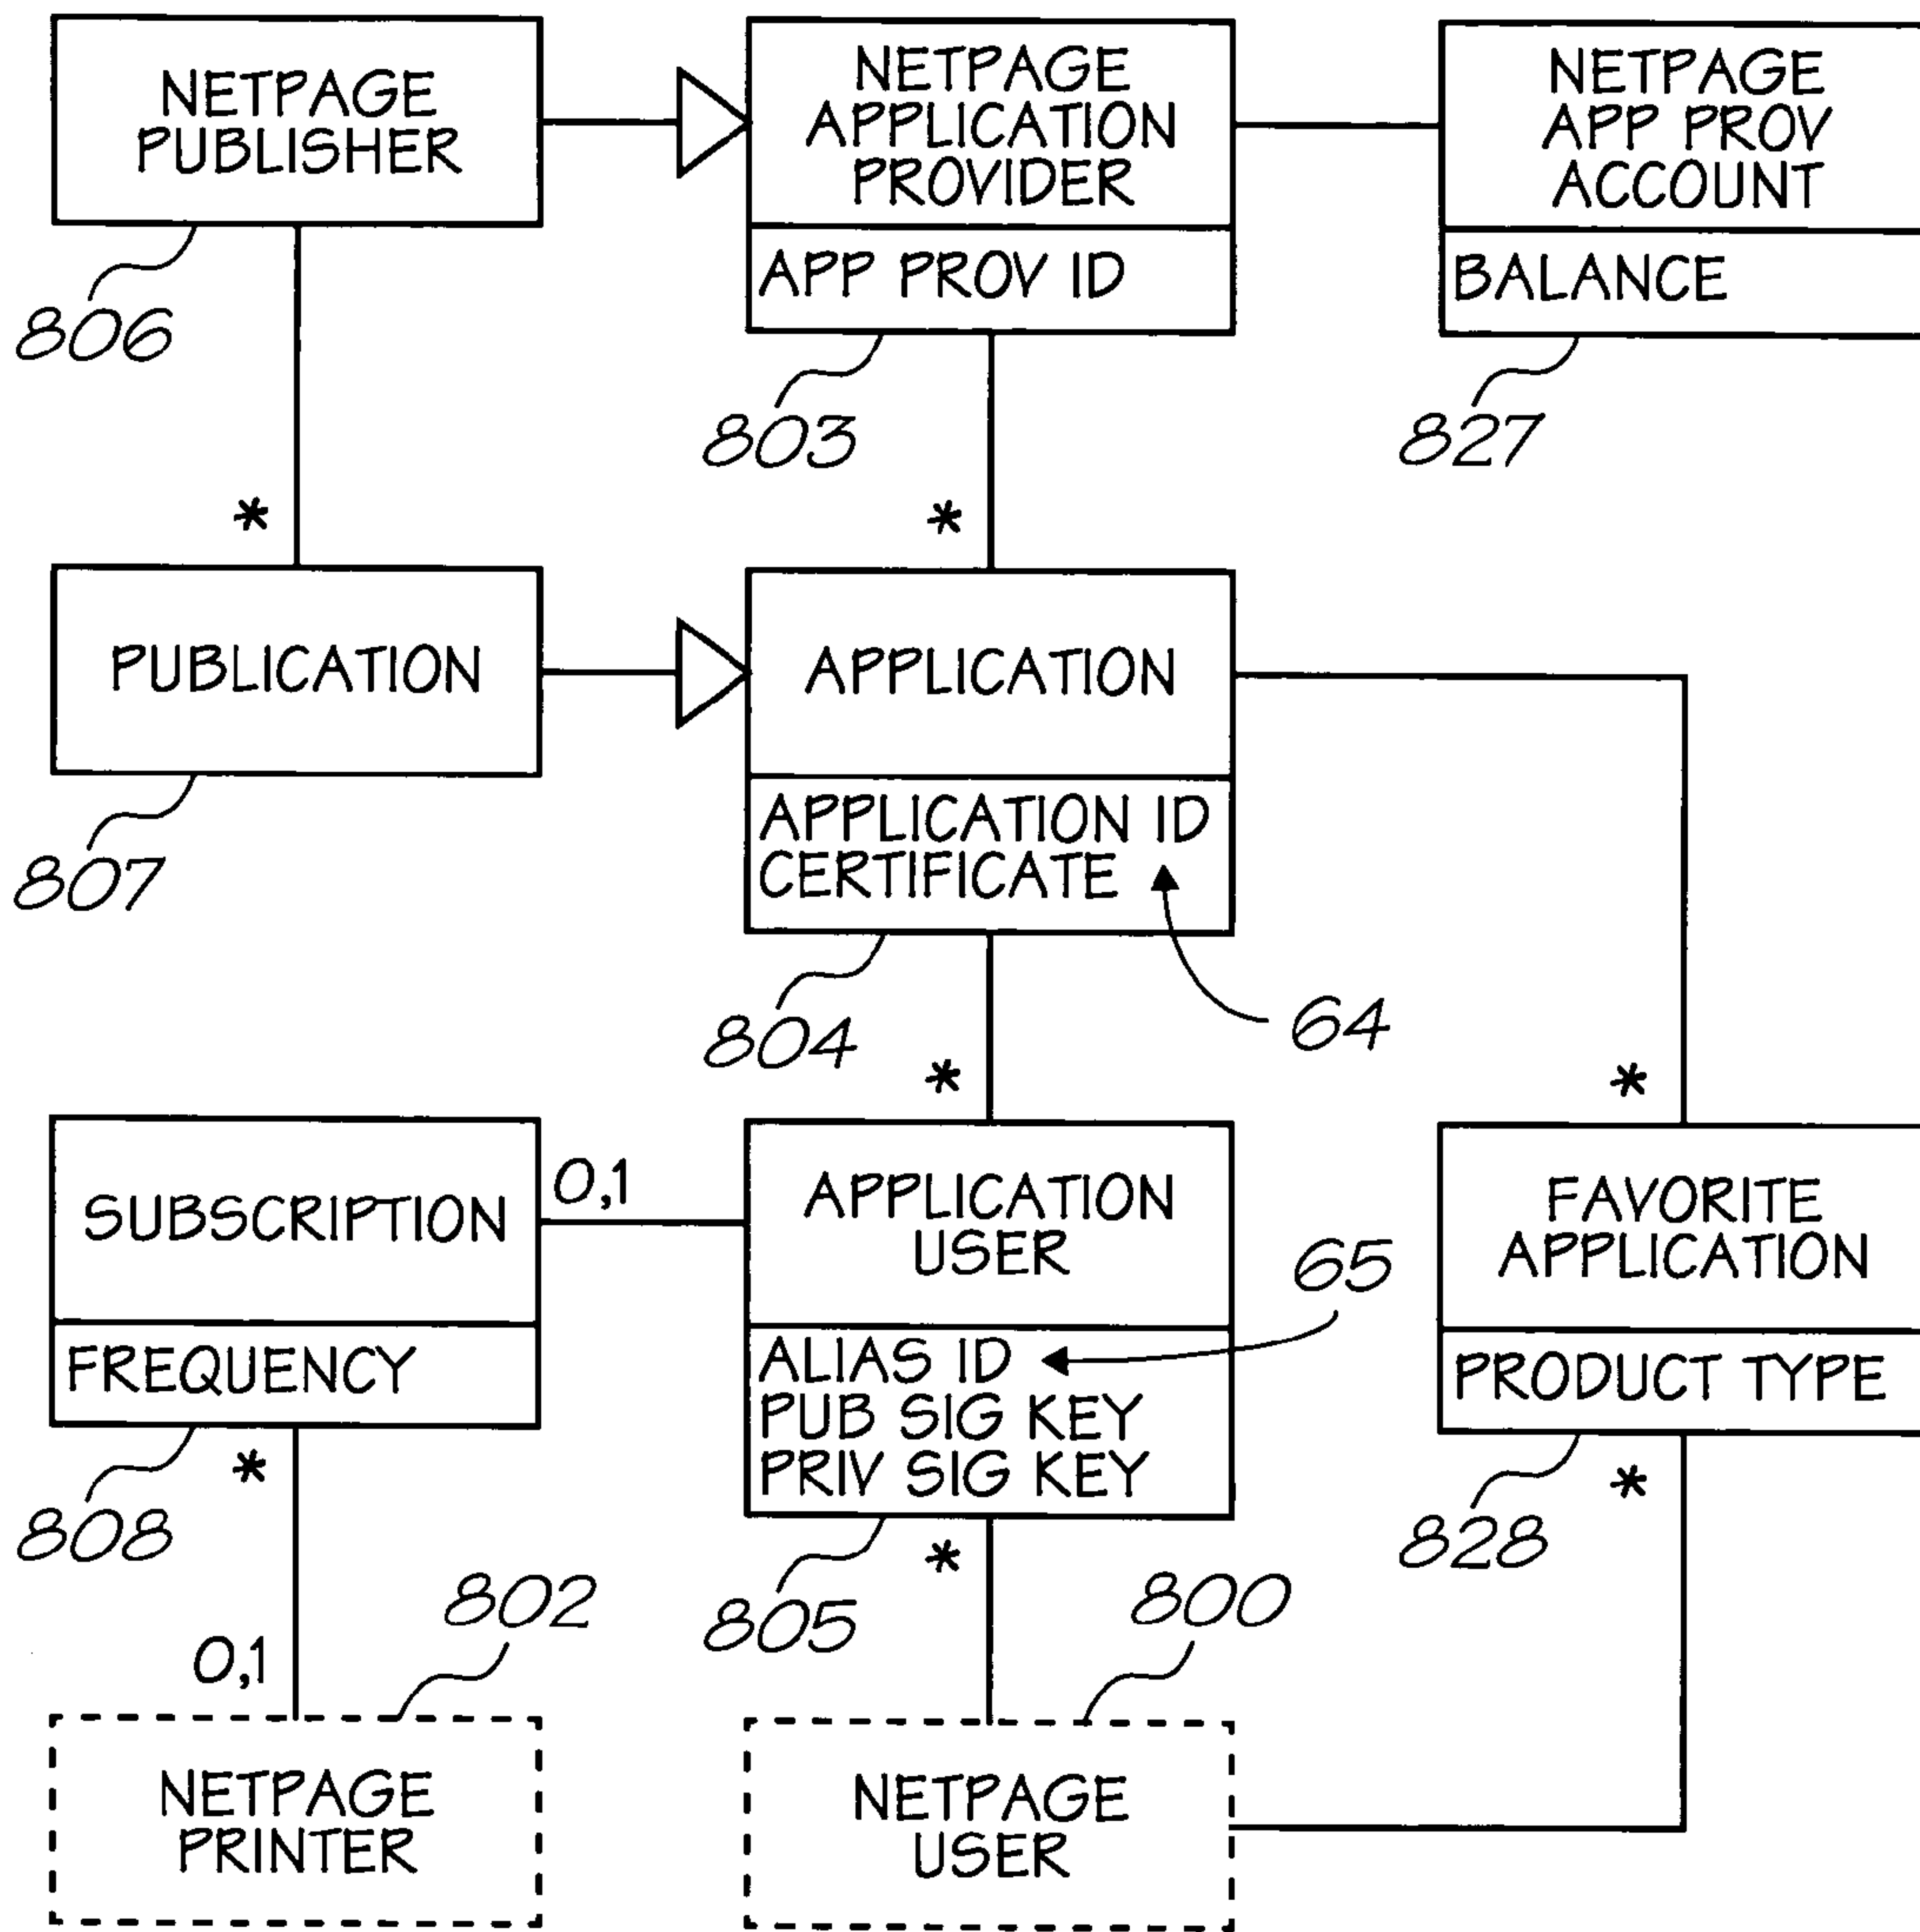 NETPAGE
PUBLISHER
806
NETPAGE
APPLICATION
PROVIDER
APP PROV ID
803
NETPAGE
APP PROV
ACCOUNT
BALANCE
827
*
*
PUBLICATION
807
APPLICATION
APPLICATION ID
CERTIFICATE
64
804
*
*
SUBSCRIPTION
FREQUENCY
0,1
808
*
APPLICATION
USER
ALIAS ID
PUB SIG KEY
PRIV SIG KEY
65
805
*
FAVORITE
APPLICATION
PRODUCT TYPE
828
*
0,1
802
NETPAGE
PRINTER
800
NETPAGE
USER